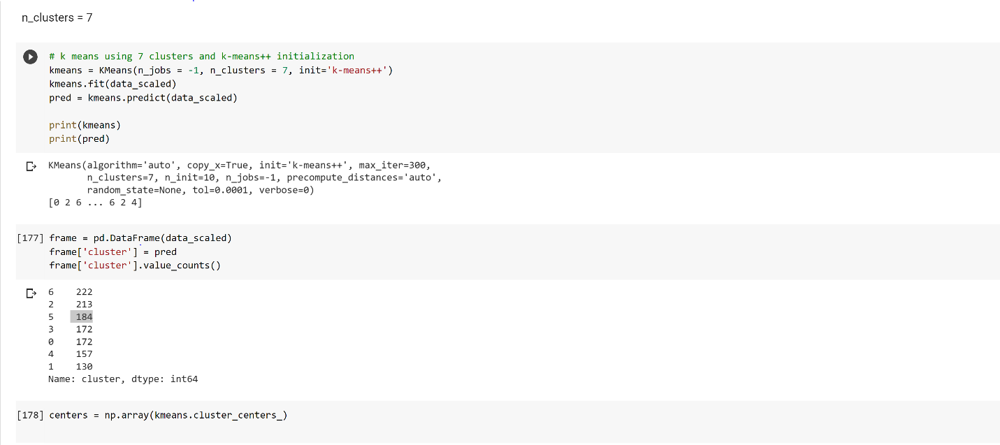 n_clusters = 7
# k means using 7 clusters and k-means++ initialization
kmeans = KMeans(n_jobs = -1, n_clusters = 7, init='k-means++')
kmeans.fit(data_scaled)
pred = kmeans.predict(data_scaled)
print(kmeans)
print(pred)
KMeans(algorithm='auto', copy_x=True, init='k-means++', max_iter=300,
n_clusters=7, n_init=10, n_jobs=-1, precompute_distances='auto',
random_state=None, tol=0.0001, verbose=0)
[0 2 6 ... 6 2 4]
[177] frame = pd.DataFrame(data_scaled)
frame['cluster'] = pred
frame['cluster'].value_counts()
6 222
2 213
5 184
3 172
0 172
4 157
1 130
Name: cluster, dtype: int64
[178] centers = np.array(kmeans.cluster_centers_)